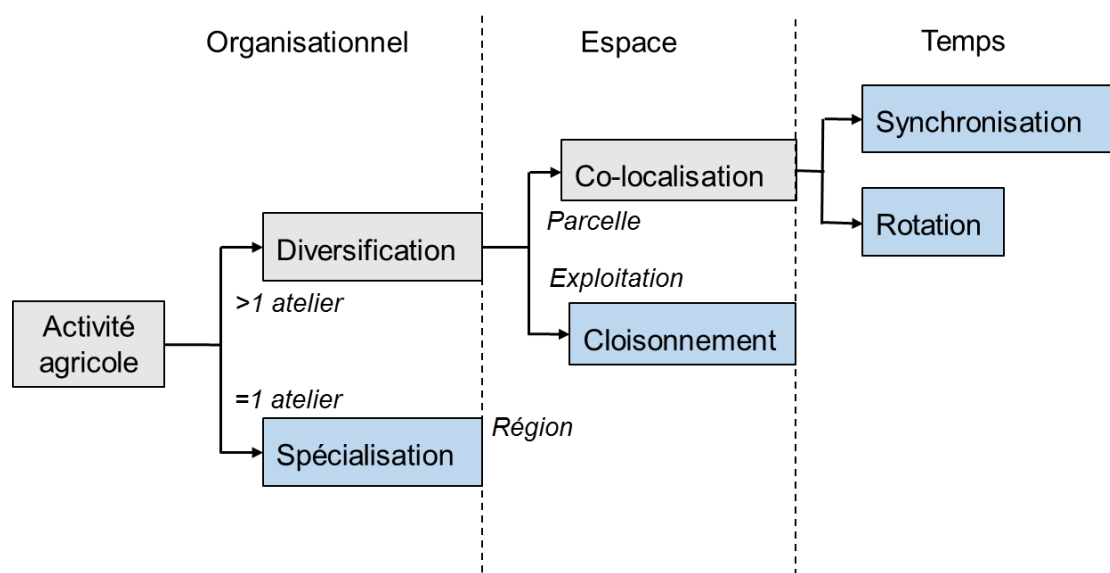 Organisationnel
Espace
Temps
Synchronisation
Co-localisation
Parcelle
Rotation
Diversification
>1 atelier
Exploitation
Cloisonnement
Activité
agricole
=1 atelier
Région
Spécialisation